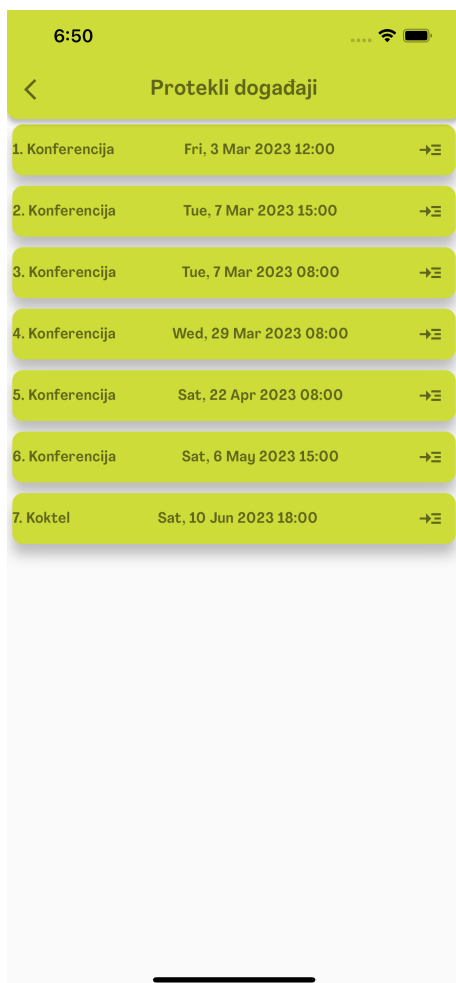 6:50
Protekli događaji
1. Konferencija Fri, 3 Mar 2023 12:00
2. Konferencija Tue, 7 Mar 2023 15:00
3. Konferencija Tue, 7 Mar 2023 08:00
4. Konferencija Wed, 29 Mar 2023 08:00
5. Konferencija Sat, 22 Apr 2023 08:00
6. Konferencija Sat, 6 May 2023 15:00
7. Koktel Sat, 10 Jun 2023 18:00